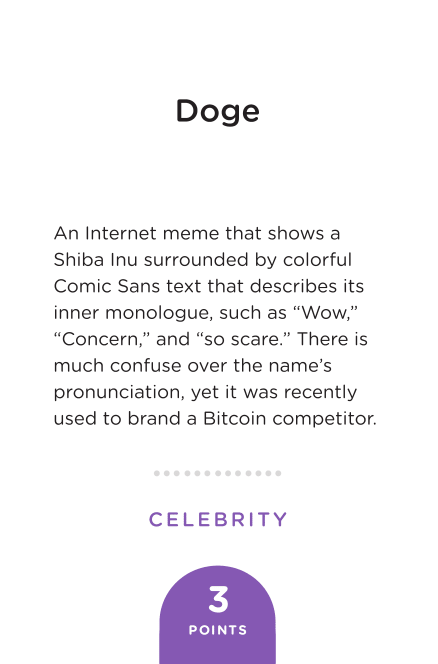 Doge
An Internet meme that shows a
Shiba Inu surrounded by colorful
Comic Sans text that describes its
inner monologue, such as “Wow,”
“Concern,” and “so scare.” There is
much confuse over the name’s
pronunciation, yet it was recently
used to brand a Bitcoin competitor.
CELEBRITY
3
POINTS